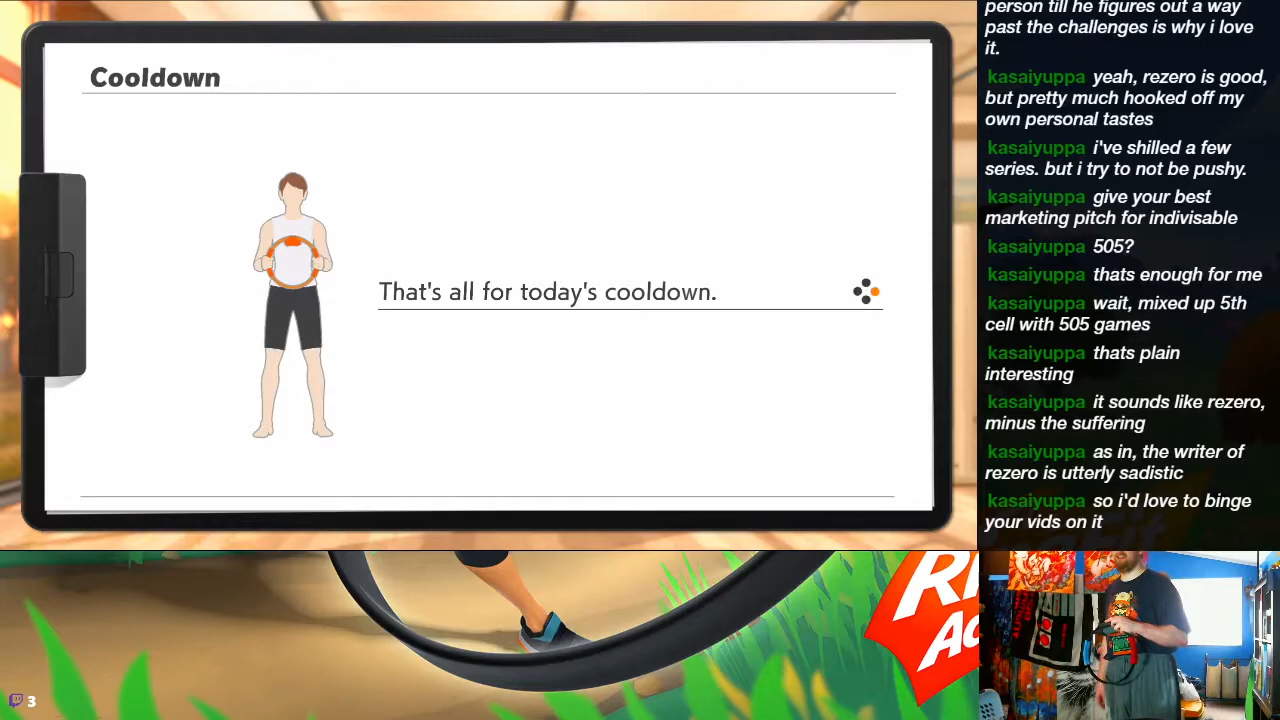 Cooldown
That's all for today's cooldown.
person till he figures out a way
past the challenges is why i love
it.
kasaiyuppa yeah, rezero is good,
but pretty much hooked off my
own personal tastes
kasaiyuppa i've shilled a few
series. but i try to not be pushy.
kasaiyuppa give your best
marketing pitch for indivisable
kasaiyuppa 505?
kasaiyuppa thats enough for me
kasaiyuppa wait, mixed up 5th
cell with 505 games
kasaiyuppa thats plain
interesting
kasaiyuppa it sounds like rezero,
minus the suffering
kasaiyuppa as in, the writer of
rezero is utterly sadistic
kasaiyuppa so i'd love to binge
your vids on it
3